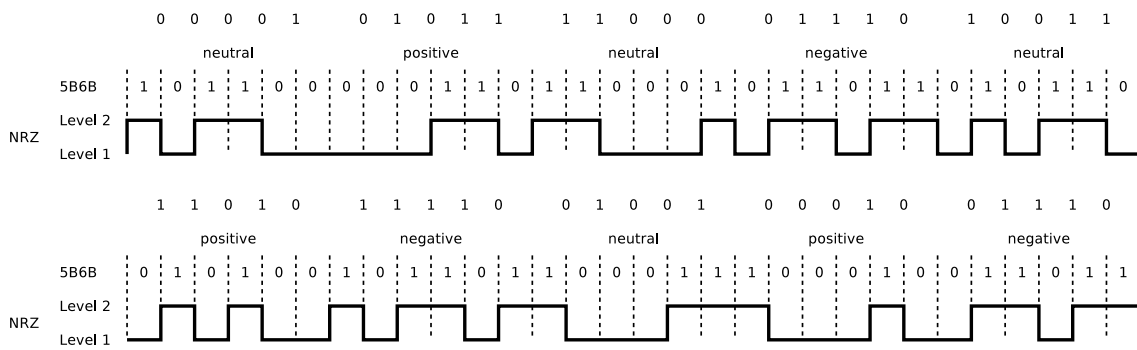 0 0 0 0 1 0 1 0 1 1 1 1 0 0 0 0 1 1 1 0 1 0 0 1 1
neutral positive neutral negative neutral
5B6B 1 0 1 1 0 0 0 0 0 1 1 0 1 1 0 0 0 1 0 1 1 0 1 1 0 1 0 1 1 0
Level 2
NRZ
Level 1
1 1 0 1 0 1 1 1 1 0 0 1 0 0 1 0 0 0 1 0 0 1 1 1 0
positive negative neutral positive negative
5B6B 0 1 0 1 0 0 1 0 1 1 0 1 1 0 0 0 1 1 1 0 0 0 1 0 0 1 1 0 1 1
Level 2
NRZ
Level 1